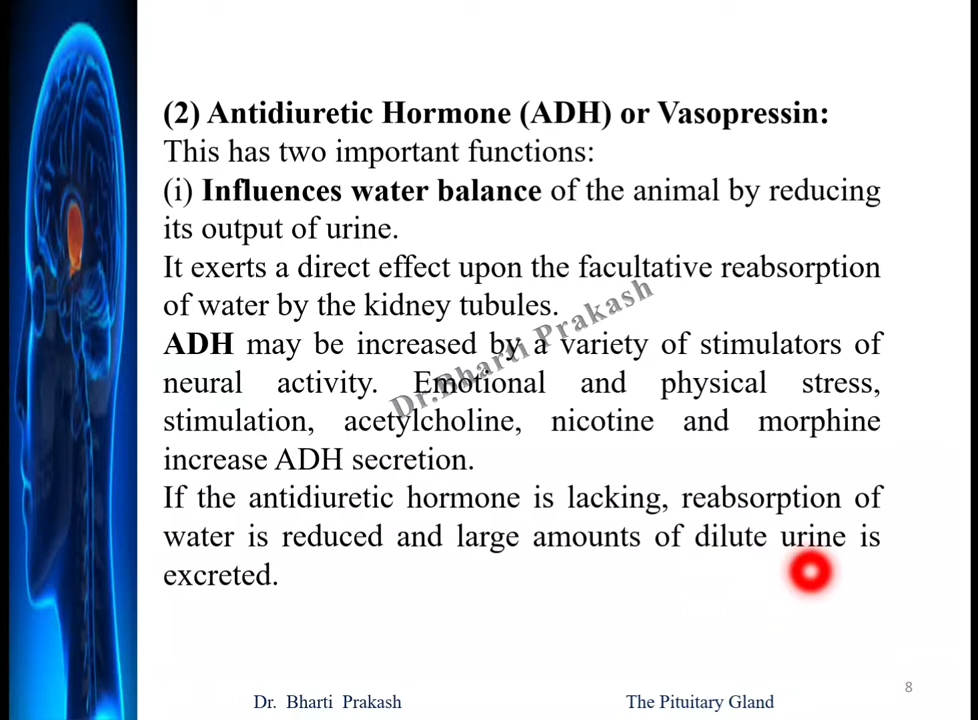 (2) Antidiuretic Hormone (ADH) or Vasopressin:
This has two important functions:
(i) Influences water balance of the animal by reducing
its output of urine.
It exerts a direct effect upon the facultative reabsorption
of water by the kidney tubules.
ADH may be increased by a variety of stimulators of
neural activity. Emotional and physical stress,
stimulation, acetylcholine, nicotine and morphine
increase ADH secretion.
If the antidiuretic hormone is lacking, reabsorption of
water is reduced and large amounts of dilute urine is
excreted.
Dr.Bharti Prakash
Dr. Bharti Prakash
The Pituitary Gland
8